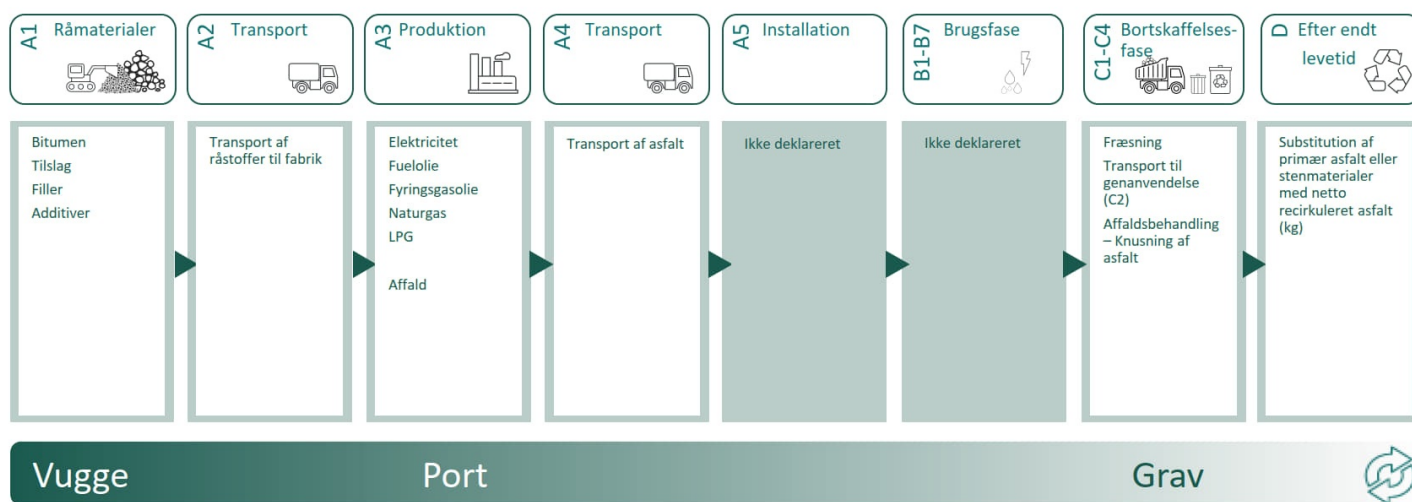 A1 Råmaterialer
A2 Transport
A3 Produktion
A4 Transport
A5 Installation
B1-B7 Brugsfase
C1-C4 Bortskaffelses-
fase
D Efter endt
levetid
Bitumen
Tilslag
Filler
Additiver
Transport af
råstoffer til fabrik
Elektricitet
Fuelolie
Fyringsgasolie
Naturgas
LPG
Affald
Transport af asfalt
Ikke deklareret
Ikke deklareret
Fræsning
Transport til
genanvendelse
(C2)
Affaldsbehandling
– Knusning af
asfalt
Substitution af
primær asfalt eller
stenmaterialer
med netto
recirkuleret asfalt
(kg)
Vugge
Port
Grav